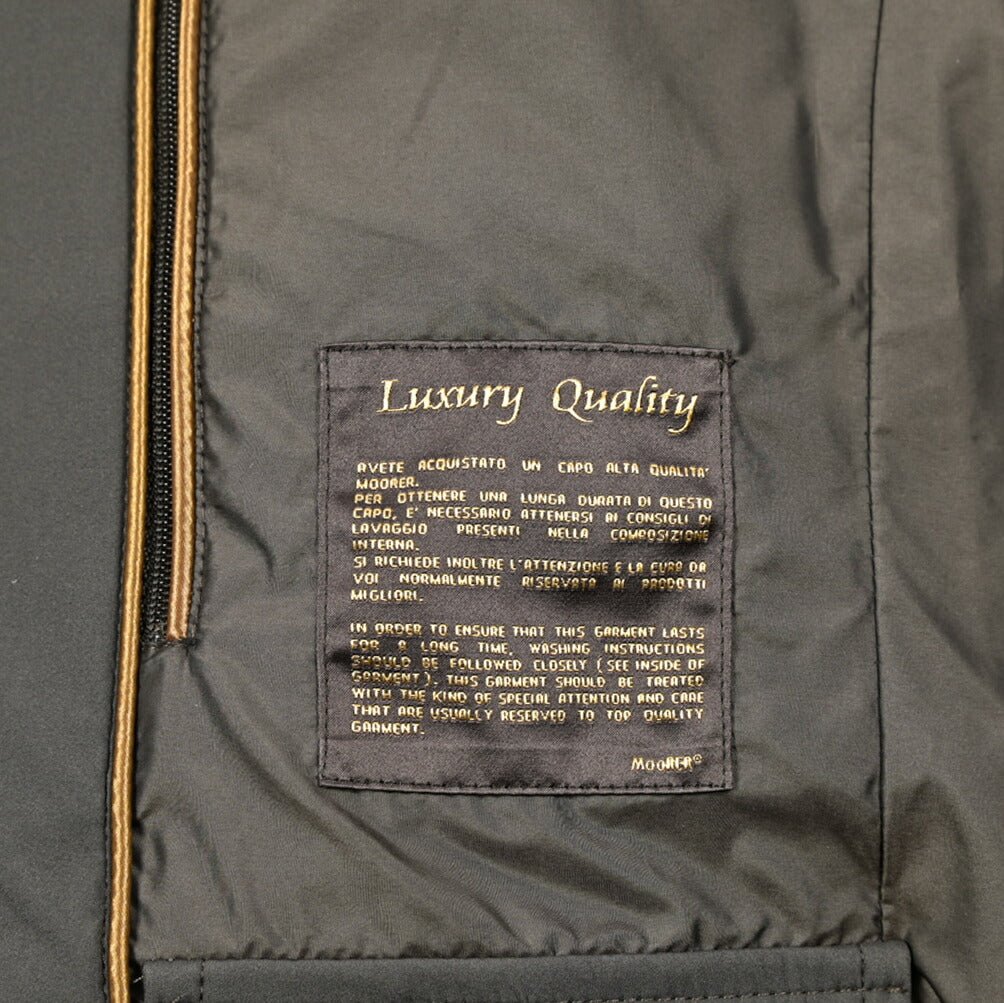 Luxury Quality
AVETE ACQUISTATO UN CAPO ALTA QUALITA'
MOORER.
PER OTTENERE UNA LUNGA DURATA DI QUESTO
CAPO, E' NECESSARIO ATTENERSI AI CONSIGLI DI
LAVAGGIO PRESENTI NELLA COMPOSIZIONE
INTERNA.
SI RICHIEDE INOLTRE L'ATTENZIONE E LA CURA DA
VOI NORMALMENTE RISERVATA AI PRODOTTI
MIGLIORI.
IN ORDER TO ENSURE THAT THIS GARMENT LASTS
FOR A LONG TIME, WASHING INSTRUCTIONS
SHOULD BE FOLLOWED CLOSELY (SEE INSIDE OF
GARMENT). THIS GARMENT SHOULD BE TREATED
WITH THE KIND OF SPECIAL ATTENTION AND CARE
THAT ARE USUALLY RESERVED TO TOP QUALITY
GARMENT.
MOORER®